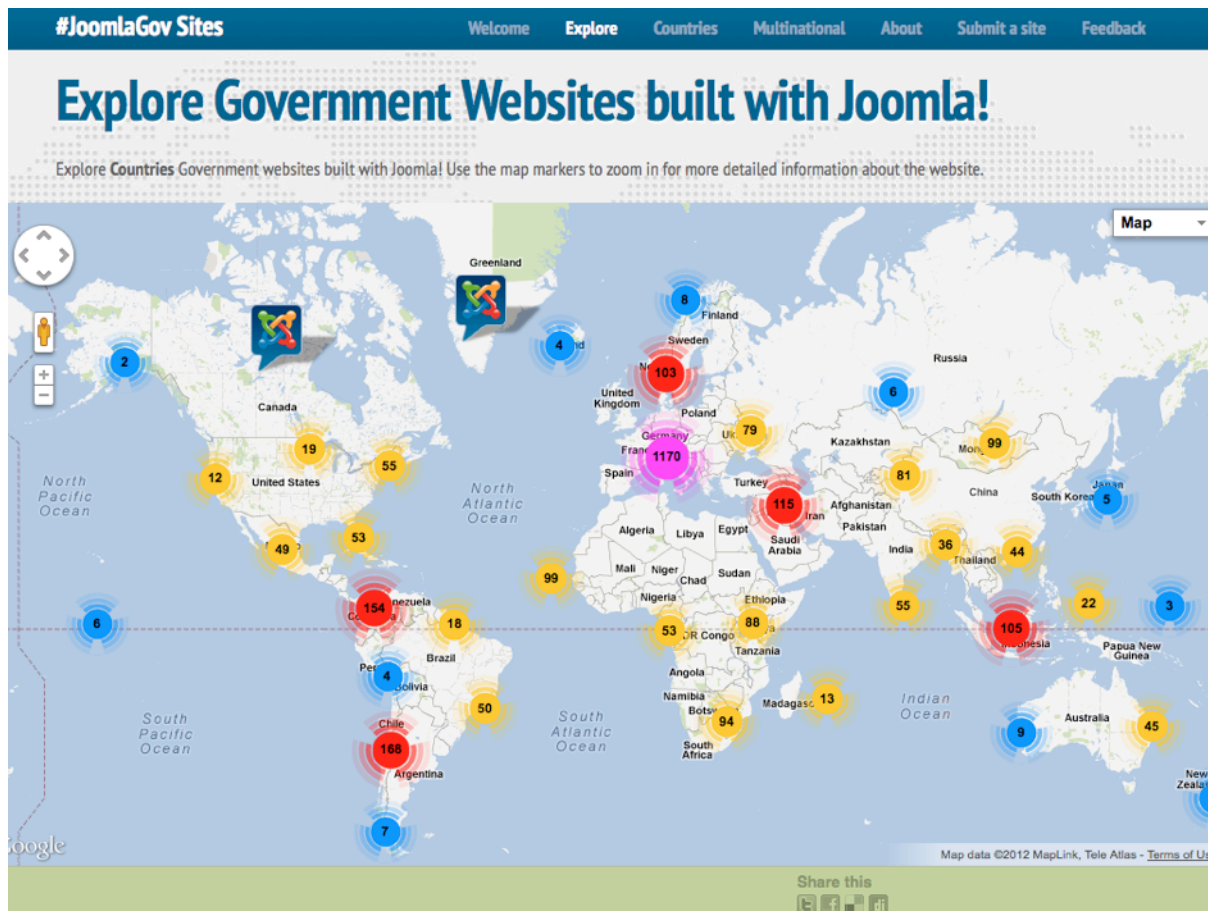 #JoomlaGov Sites
Welcome Explore Countries Multinational About Submit a site Feedback
Explore Government Websites built with Joomla!
Explore Countries Government websites built with Joomla! Use the map markers to zoom in for more detailed information about the website.
Map
Greenland
8
Finland
4
Sweden
2
103
Russia
United
Kingdom
6
Canada
Poland
79
Germany
19
1170
Kazakhstan
99
55
12
United States
Spain
Turkey
81
China
North
Pacific
Ocean
North
Atlantic
Ocean
South Korea
Japan
5
115
Iran
Afghanistan
Pakistan
Algeria
Libya
Egypt
Saudi
Arabia
49
53
India
36
Thailand
44
99
Mali
Niger
Chad
Sudan
Nigeria
Ethiopia
154
55
22
3
6
18
53
DR Congo
88
105
Tanzania
Papua New
Guinea
Brazil
4
Bolivia
Angola
Namibia
50
Madagasc
13
Indian
Ocean
South
Pacific
Ocean
South
Atlantic
Ocean
94
South
Africa
9
Australia
45
Chile
168
Argentina
New
7
Google
Map data ©2012 MapLink, Tele Atlas - Terms of Us
Share this